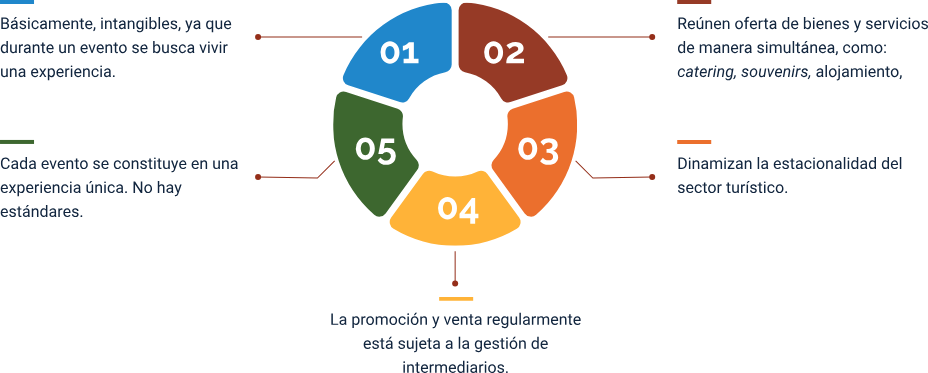 Básicamente, intangibles, ya que
durante un evento se busca vivir
una experiencia.
01
02
Reúnen oferta de bienes y servicios
de manera simultánea, como:
catering, souvenirs, alojamiento,
05
03
Cada evento se constituye en una
experiencia única. No hay
estándares.
Dinamizan la estacionalidad del
sector turístico.
04
La promoción y venta regularmente
está sujeta a la gestión de
intermediarios.